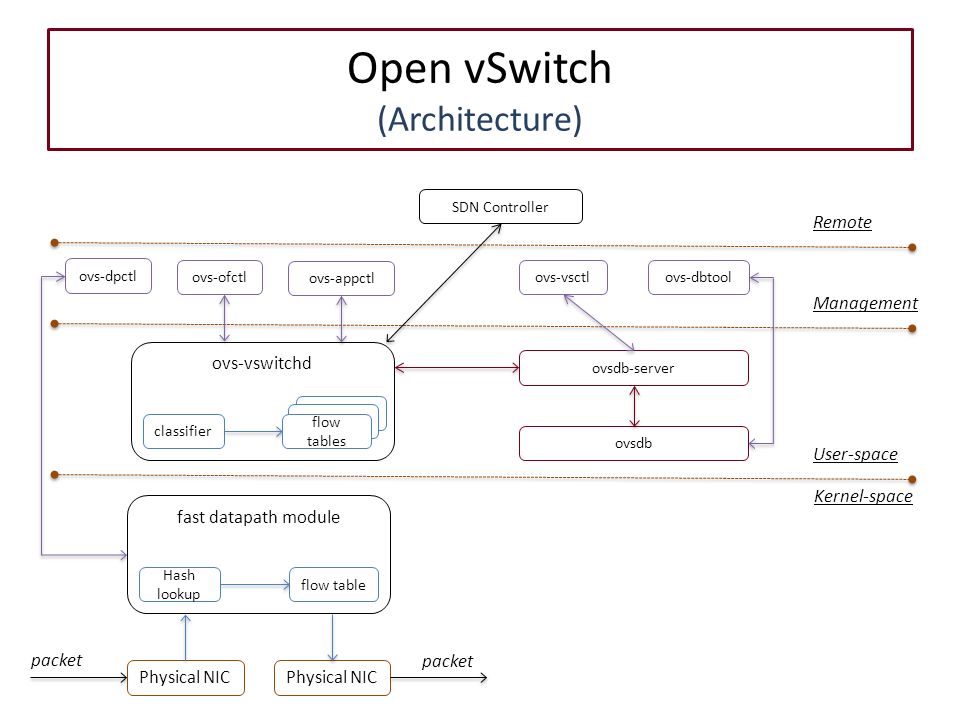 Open vSwitch
(Architecture)
SDN Controller
Remote
ovs-dpctl
ovs-ofctl
ovs-appctl
ovs-vsctl
ovs-dbtool
Management
ovs-vswitchd
ovsdb-server
classifier
flow
tables
ovsdb
User-space
Kernel-space
fast datapath module
Hash
lookup
flow table
packet
Physical NIC
Physical NIC
packet